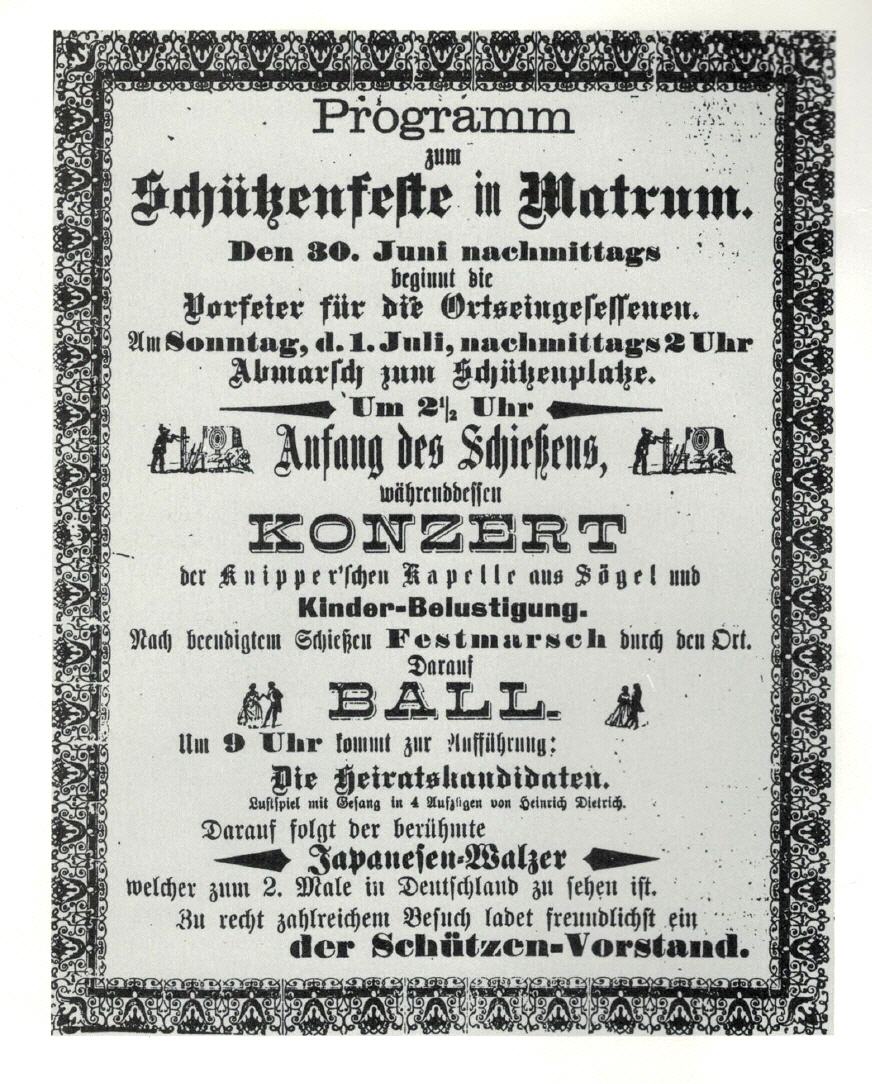 Programm
zum
Schützenfeste in Matrum.
Den 30. Juni nachmittags
beginnt die
Vorfeier für die Ortseingesessenen.
Am Sonntag, d. 1. Juli, nachmittags 2 Uhr
Abmarsch zum Schützenplatze.
Um 2 1/2 Uhr
Anfang des Schießens,
währenddessen
KONZERT
der Knipper'schen Kapelle aus Sögel und
Kinder-Belustigung.
Nach beendigtem Schießen Festmarsch durch den Ort.
Darauf
BALL.
Um 9 Uhr kommt zur Aufführung:
Die Heiratskandidaten.
Lustspiel mit Gesang in 4 Aufzügen von Heinrich Dietrich.
Darauf folgt der berühmte
Japanesen-Walzer
welcher zum 2. Male in Deutschland zu sehen ist.
Zu recht zahlreichem Besuch ladet freundlichst ein
der Schützen-Vorstand.